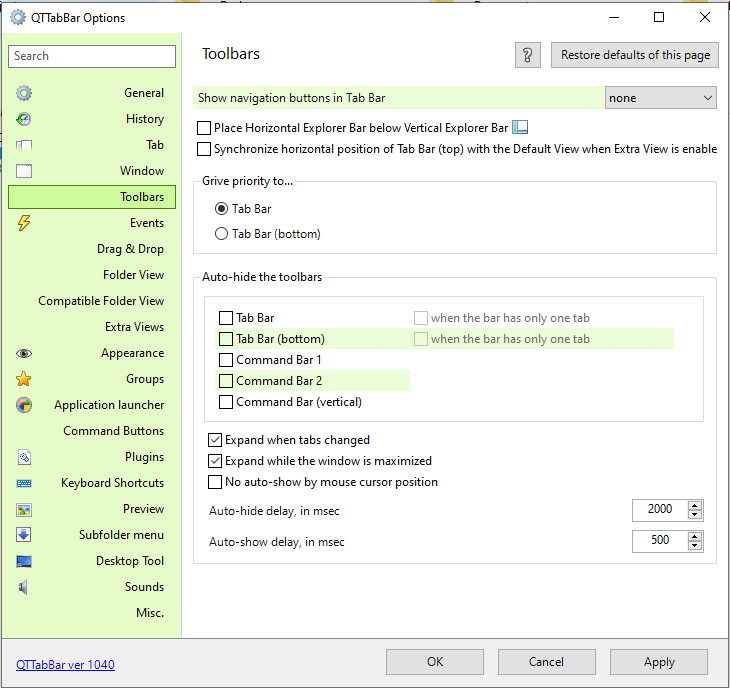 QTTabBar Options
Search
General
History
Tab
Window
Toolbars
Events
Drag & Drop
Folder View
Compatible Folder View
Extra Views
Appearance
Groups
Application launcher
Command Buttons
Plugins
Keyboard Shortcuts
Preview
Subfolder menu
Desktop Tool
Sounds
Misc.
Toolbars
?
Restore defaults of this page
Show navigation buttons in Tab Bar
none
Place Horizontal Explorer Bar below Vertical Explorer Bar
Synchronize horizontal position of Tab Bar (top) with the Default View when Extra View is enable
Grive priority to...
Tab Bar
Tab Bar (bottom)
Auto-hide the toolbars
Tab Bar when the bar has only one tab
Tab Bar (bottom) when the bar has only one tab
Command Bar 1
Command Bar 2
Command Bar (vertical)
Expand when tabs changed
Expand while the window is maximized
No auto-show by mouse cursor position
Auto-hide delay, in msec 2000
Auto-show delay, in msec 500
QTTabBar ver 1040
OK Cancel Apply